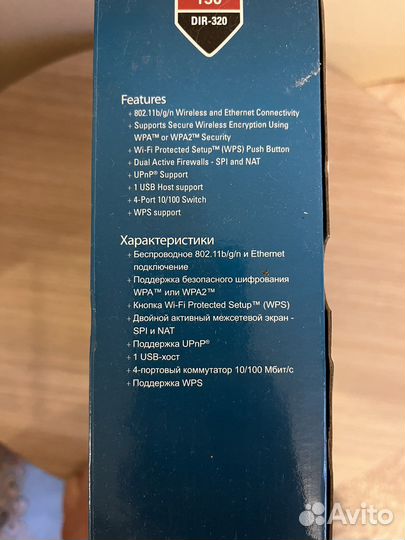 150
DIR-320
Features
+ 802.11b/g/n Wireless and Ethernet Connectivity
+ Supports Secure Wireless Encryption Using
WPA™ or WPA2™ Security
+ Wi-Fi Protected Setup™ (WPS) Push Button
+ Dual Active Firewalls - SPI and NAT
+ UPnP® Support
+ 1 USB Host support
+ 4-Port 10/100 Switch
+ WPS support
Характеристики
+ Беспроводное 802.11b/g/n и Ethernet
подключение
+ Поддержка безопасного шифрования
WPA™ или WPA2™
+ Кнопка Wi-Fi Protected Setup™ (WPS)
+ Двойной активный межсетевой экран -
SPI и NAT
+ Поддержка UPnP®
+ 1 USB-хост
+ 4-портовый коммутатор 10/100 Мбит/с
+ Поддержка WPS
Avito